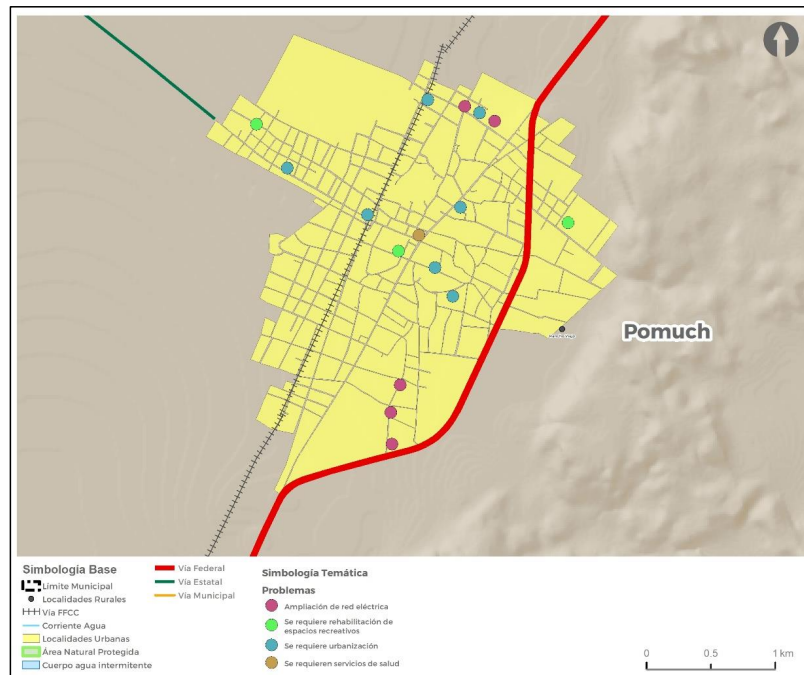 Pomuch
Simbología Base
Límite Municipal
Localidades Rurales
Vía FFCC
Corriente Agua
Localidades Urbanas
Área Natural Protegida
Cuerpo agua intermitente
Vía Federal
Vía Estatal
Vía Municipal
Simbología Temática
Problemas
Ampliación de red eléctrica
Se requiere rehabilitación de
espacios recreativos
Se requiere urbanización
Se requieren servicios de salud
0 0.5 1 km